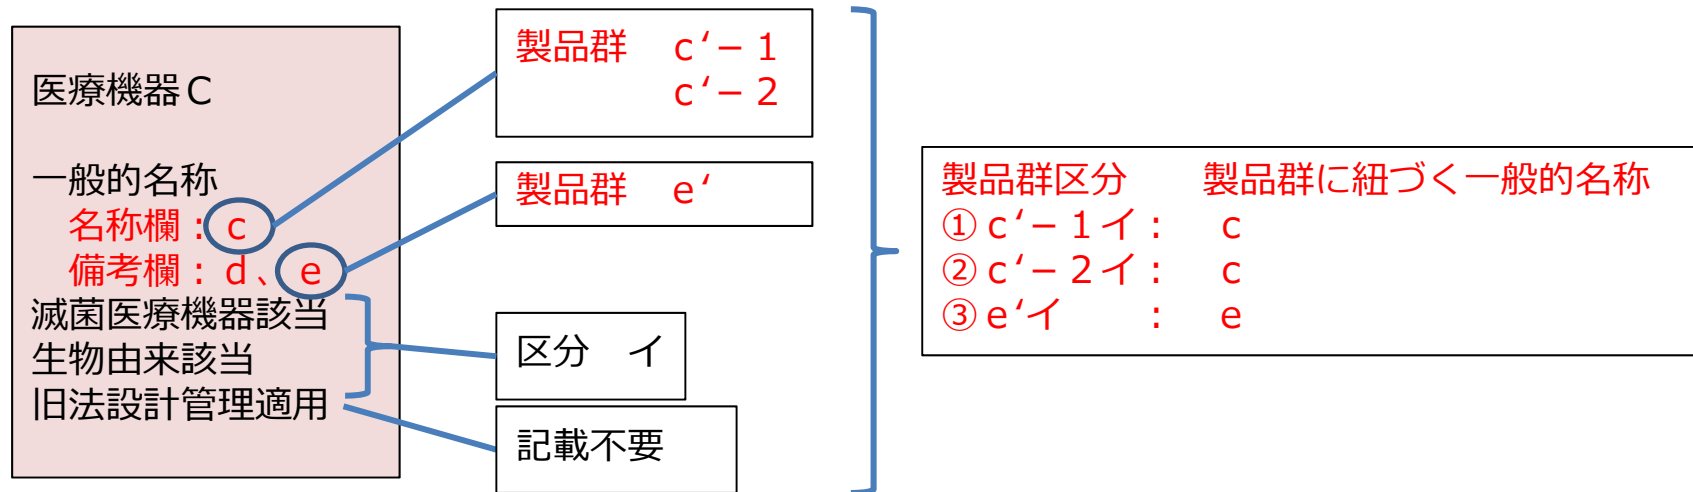 医療機器C
一般的名称
名称欄：c
備考欄：d、e
滅菌医療機器該当
生物由来該当
旧法設計管理適用
製品群　c‘－１
c‘－２
製品群　e‘
区分　イ
記載不要
製品群区分　　製品群に紐づく一般的名称
①c‘－１イ：　c
②c‘－２イ：　c
③e‘イ　　：　e